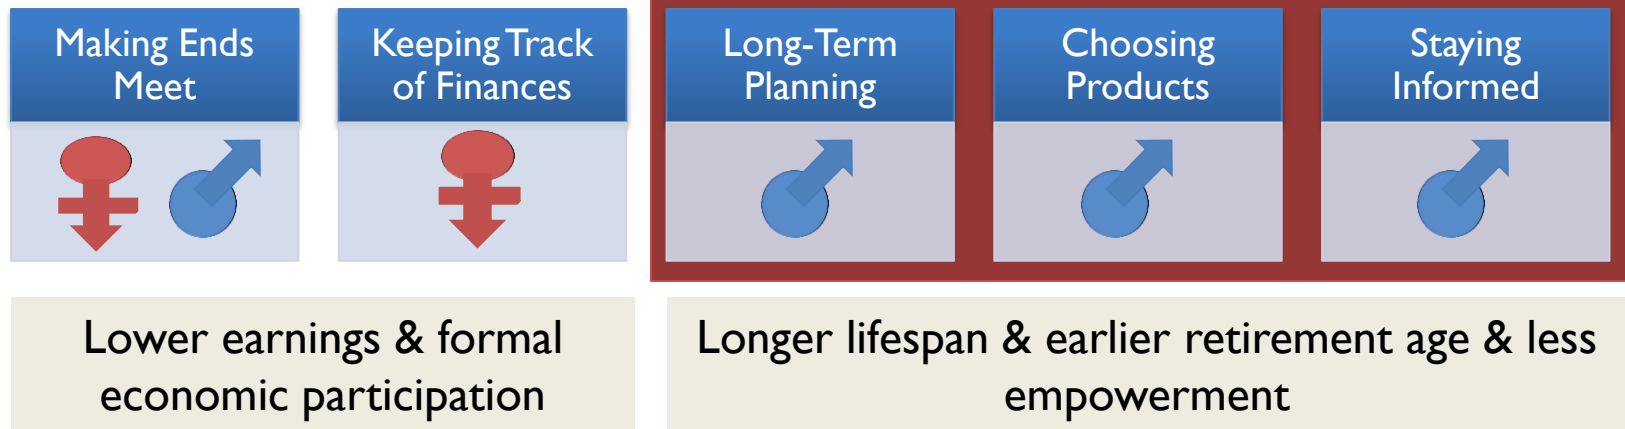 Making Ends
Meet
Keeping Track
of Finances
Long-Term
Planning
Choosing
Products
Staying
Informed
Lower earnings & formal
economic participation
Longer lifespan & earlier retirement age & less
empowerment